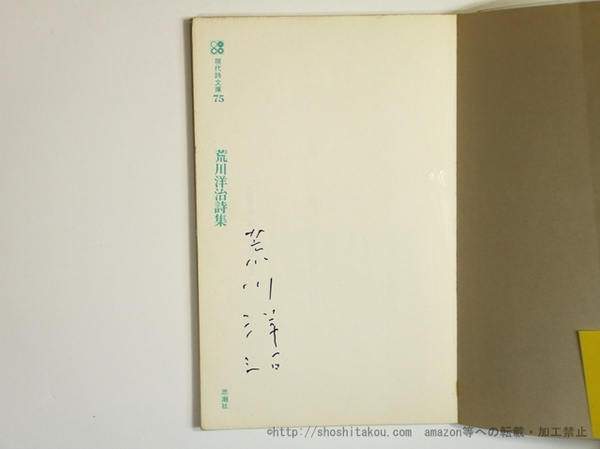 現代詩文庫
75
荒川洋治詩集
荒川洋治
思潮社
©http://shoshitakou.com amazon等への転載・加工禁止